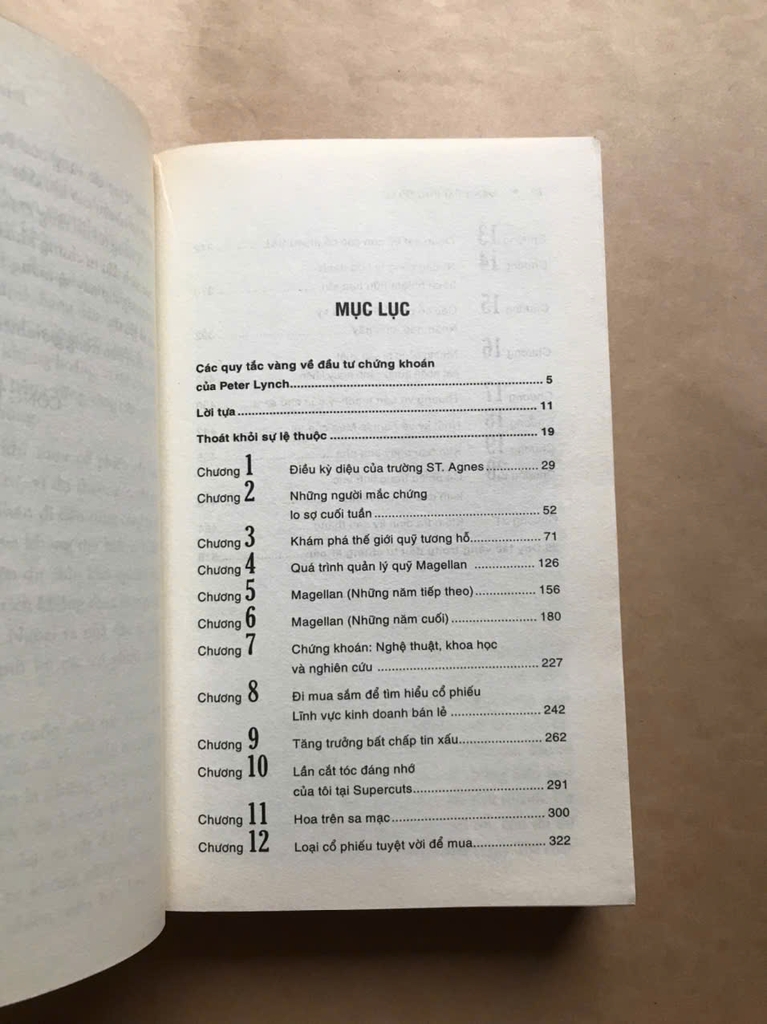 MỤC LỤC
Các quy tắc vàng về đầu tư chứng khoán
của Peter Lynch.................................................. 5
Lời tựa.................................................. 11
Thoát khỏi sự lệ thuộc.................................................. 19
Chương 1 Điều kỳ diệu của trường ST. Agnes.............. 29
Chương 2 Những người mắc chứng
lo sợ cuối tuần.................................. 52
Chương 3 Khám phá thế giới quỹ tương hỗ................... 71
Chương 4 Quá trình quản lý quỹ Magellan .................. 126
Chương 5 Magellan (Những năm tiếp theo)................. 156
Chương 6 Magellan (Những năm cuối)....................... 180
Chương 7 Chứng khoán: Nghệ thuật, khoa học
và nghiên cứu .................................. 227
Chương 8 Đi mua sắm để tìm hiểu cổ phiếu
Lĩnh vực kinh doanh bán lẻ ........................ 242
Chương 9 Tăng trưởng bất chấp tin xấu...................... 262
Chương 10 Lần cắt tóc đáng nhớ
của tôi tại Supercuts.................................. 291
Chương 11 Hoa trên sa mạc.......................................... 300
Chương 12 Loại cổ phiếu tuyệt vời để mua.................... 322